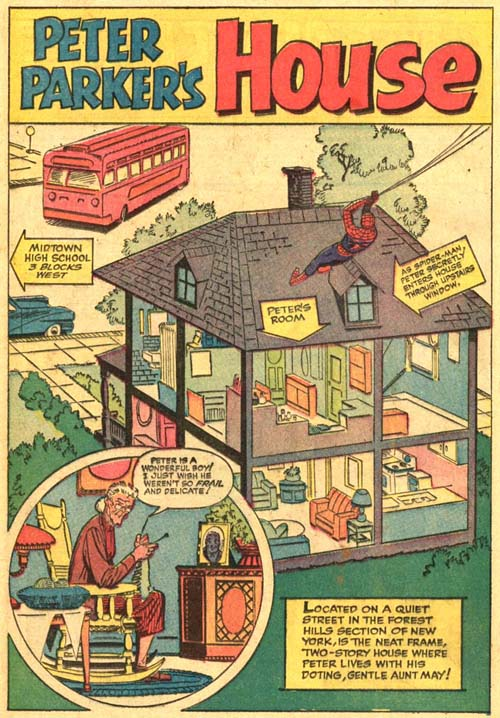 PETER
PARKER'S
HOUSE
MIDTOWN
HIGH SCHOOL
3 BLOCKS
WEST
AS SPIDER-MAN,
PETER SECRETLY
ENTERS HOUSE
THROUGH UPSTAIRS
WINDOW.
PETER'S
ROOM
PETER IS A
WONDERFUL BOY!
I JUST WISH HE
WEREN'T SO FRAIL
AND DELICATE!
LOCATED ON A QUIET
STREET IN THE FOREST
HILLS SECTION OF NEW
YORK, IS THE NEAT FRAME,
TWO-STORY HOUSE WHERE
PETER LIVES WITH HIS
DOTING, GENTLE AUNT MAY!